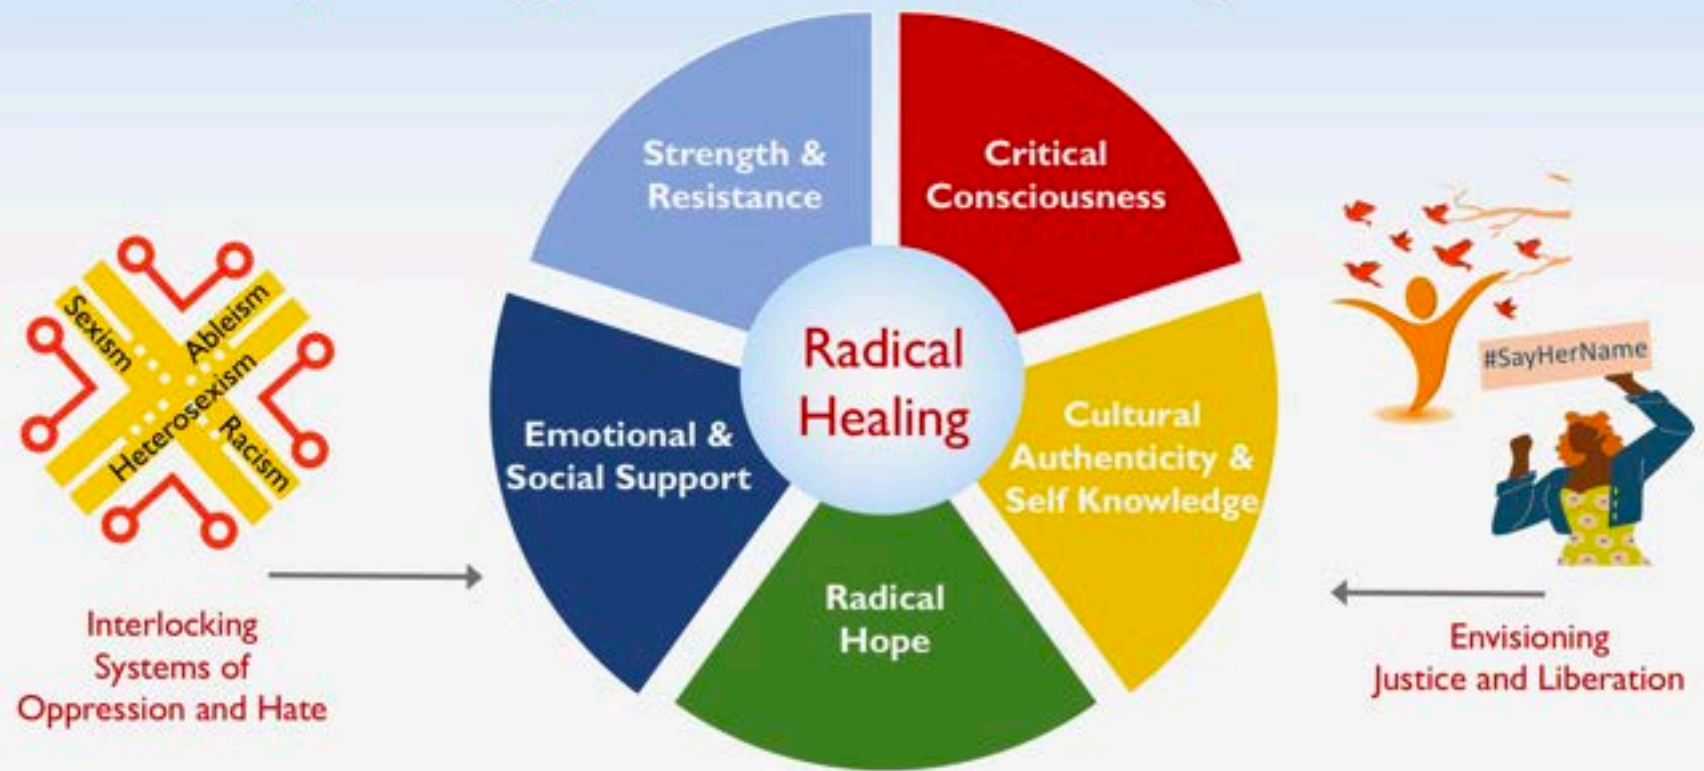 Strength &
Resistance
Critical
Consciousness
Radical
Healing
Cultural
Authenticity &
Self Knowledge
Radical
Hope
Emotional &
Social Support
Sexism
Ableism
Heterosexism
Racism
Interlocking
Systems of
Oppression and Hate
#SayHerName
Envisioning
Justice and Liberation